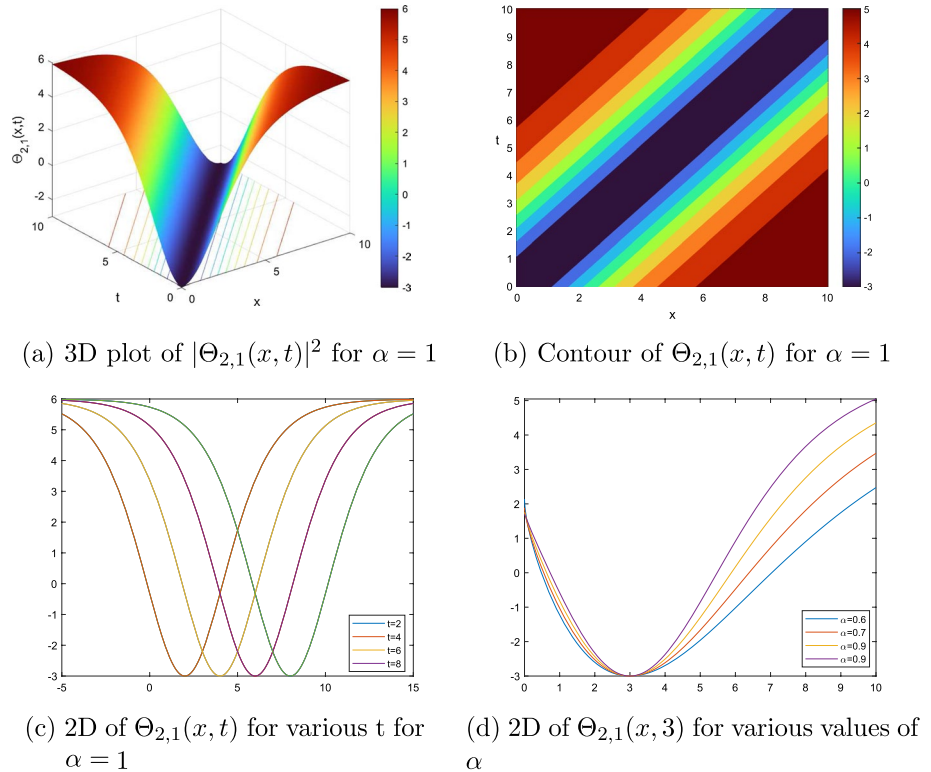 6
5
4
3
2
1
0
-1
-2
-3
Θ2,1(x,t)
6
4
2
0
-2
10
5
0
t
0
5
10
x
10
9
8
7
6
5
4
3
2
1
0
t
0 2 4 6 8 10
x
5
4
3
2
1
0
-1
-2
-3
(a) 3D plot of |Θ2,1(x, t)|² for α = 1
(b) Contour of Θ2,1(x, t) for α = 1
6
5
4
3
2
1
0
-1
-2
-3
-5 0 5 10 15
t=2
t=4
t=6
t=8
5
4
3
2
1
0
-1
-2
-3
0 1 2 3 4 5 6 7 8 9 10
α=0.6
α=0.7
α=0.9
α=0.9
(c) 2D of Θ2,1(x, t) for various t for
α = 1
(d) 2D of Θ2,1(x, 3) for various values of
α